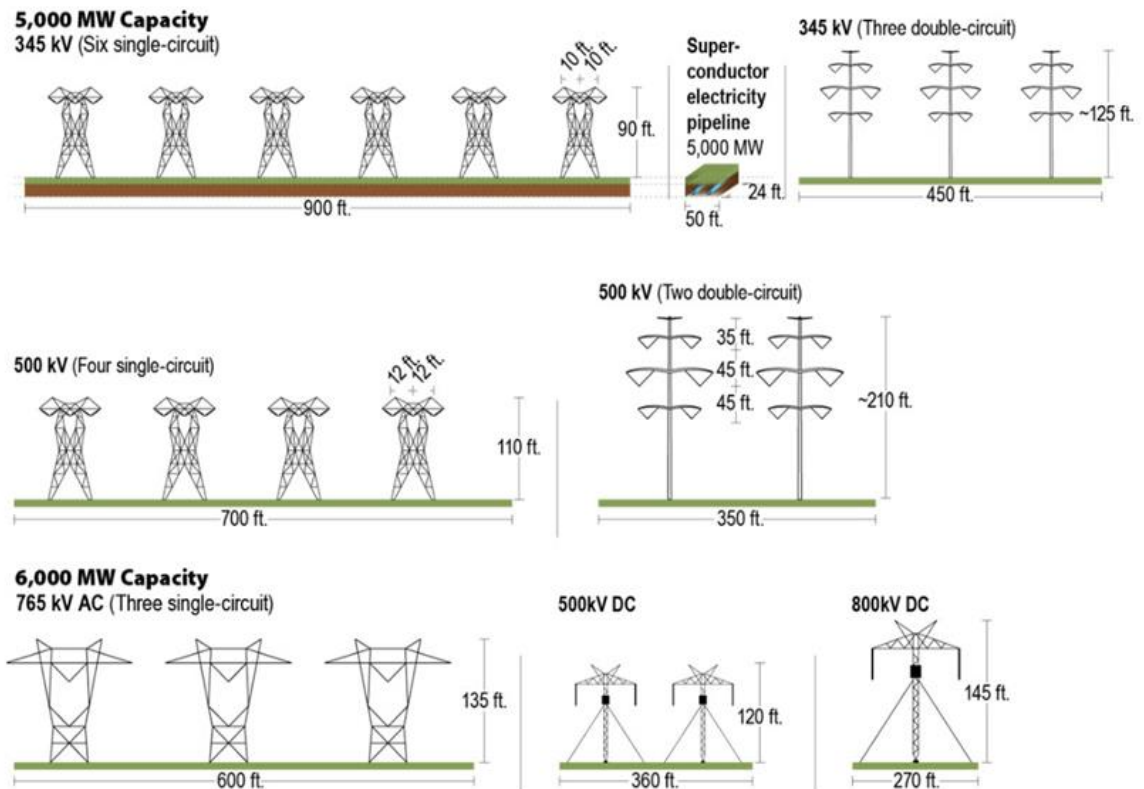 5,000 MW Capacity
345 kV (Six single-circuit)
10 ft. 10 ft.
90 ft.
900 ft.
Super-
conductor
electricity
pipeline
5,000 MW
~24 ft.
50 ft.
345 kV (Three double-circuit)
~125 ft.
450 ft.
500 kV (Four single-circuit)
12 ft. 12 ft.
110 ft.
700 ft.
500 kV (Two double-circuit)
35 ft.
45 ft.
45 ft.
~210 ft.
350 ft.
6,000 MW Capacity
765 kV AC (Three single-circuit)
135 ft.
600 ft.
500kV DC
120 ft.
360 ft.
800kV DC
145 ft.
270 ft.